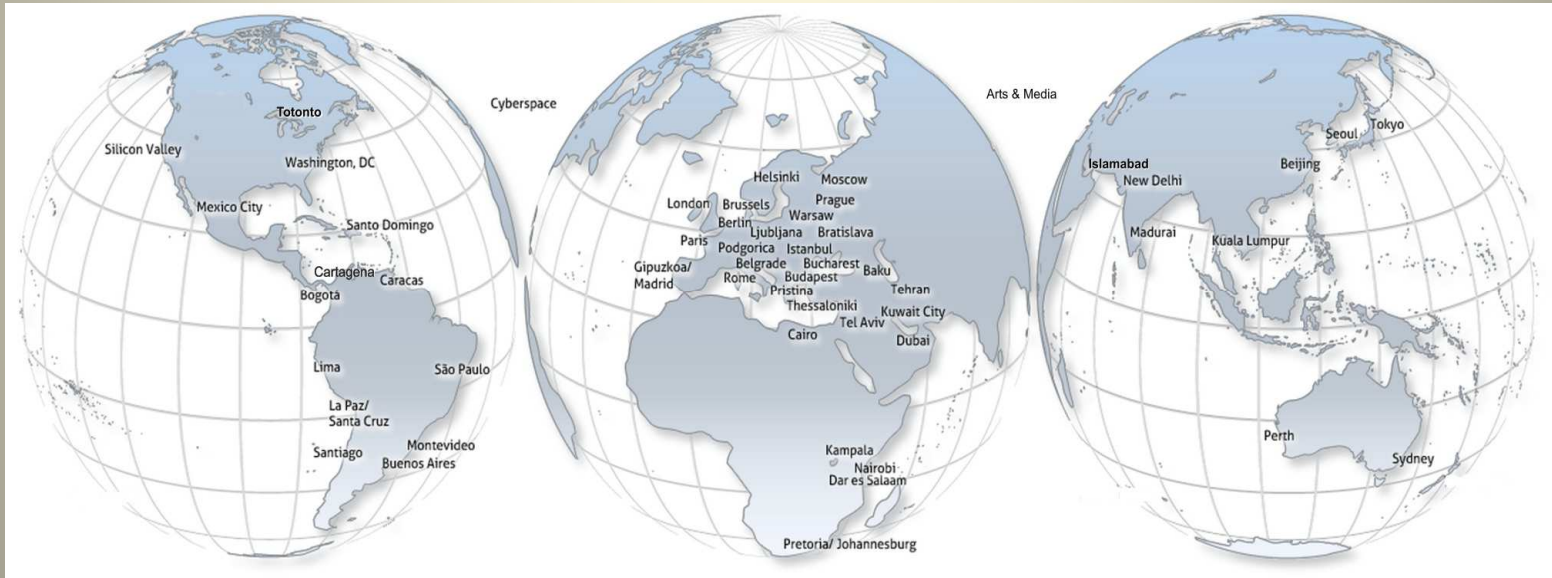 Totonto
Silicon Valley
Washington, DC
Mexico City
Santo Domingo
Cartagena
Caracas
Bogotá
Lima
São Paulo
La Paz/
Santa Cruz
Montevideo
Santiago
Buenos Aires
Cyberspace
Helsinki
Moscow
London
Brussels
Prague
Berlin
Warsaw
Ljubljana
Bratislava
Paris
Podgorica
Istanbul
Gipuzkoa/
Madrid
Belgrade
Bucharest
Rome
Budapest
Baku
Pristina
Tehran
Thessaloniki
Kuwait City
Tel Aviv
Cairo
Dubai
Kampala
Nairobi
Dar es Salaam
Pretoria/ Johannesburg
Arts & Media
Tokyo
Seoul
Islamabad
Beijing
New Delhi
Madurai
Kuala Lumpur
Perth
Sydney